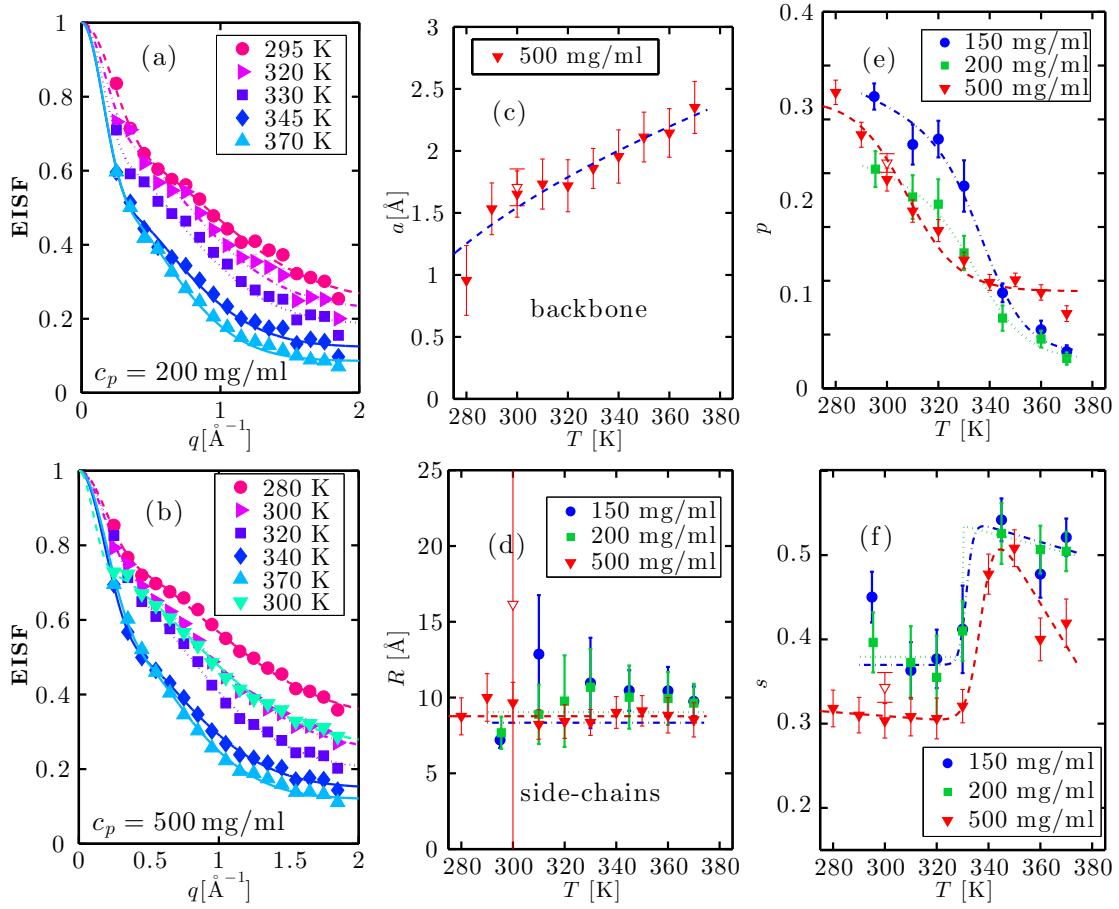 (a)
295 K
320 K
330 K
345 K
370 K
c_p = 200 mg/ml
EISF
0
0.2
0.4
0.6
0.8
1
0
1
2
q[Å⁻¹]
(c)
500 mg/ml
backbone
a[Å]
0
0.5
1
1.5
2
2.5
3
280 300 320 340 360 380
T [K]
(e)
150 mg/ml
200 mg/ml
500 mg/ml
p
0
0.1
0.2
0.3
0.4
280 300 320 340 360 380
T [K]
(b)
280 K
300 K
320 K
340 K
370 K
300 K
c_p = 500 mg/ml
EISF
0
0.2
0.4
0.6
0.8
1
0 0.5 1 1.5 2
q[Å⁻¹]
(d)
150 mg/ml
200 mg/ml
500 mg/ml
side-chains
R [Å]
0
5
10
15
20
25
280 300 320 340 360 380
T [K]
(f)
150 mg/ml
200 mg/ml
500 mg/ml
s
0.2
0.3
0.4
0.5
280 300 320 340 360 380
T [K]